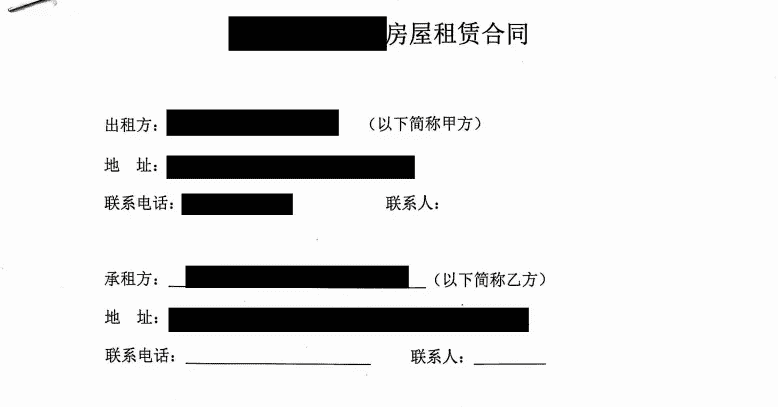 房屋租赁合同
出租方： （以下简称甲方）
地 址：
联系电话： 联系人：
承租方： （以下简称乙方）
地 址：
联系电话： 联系人：